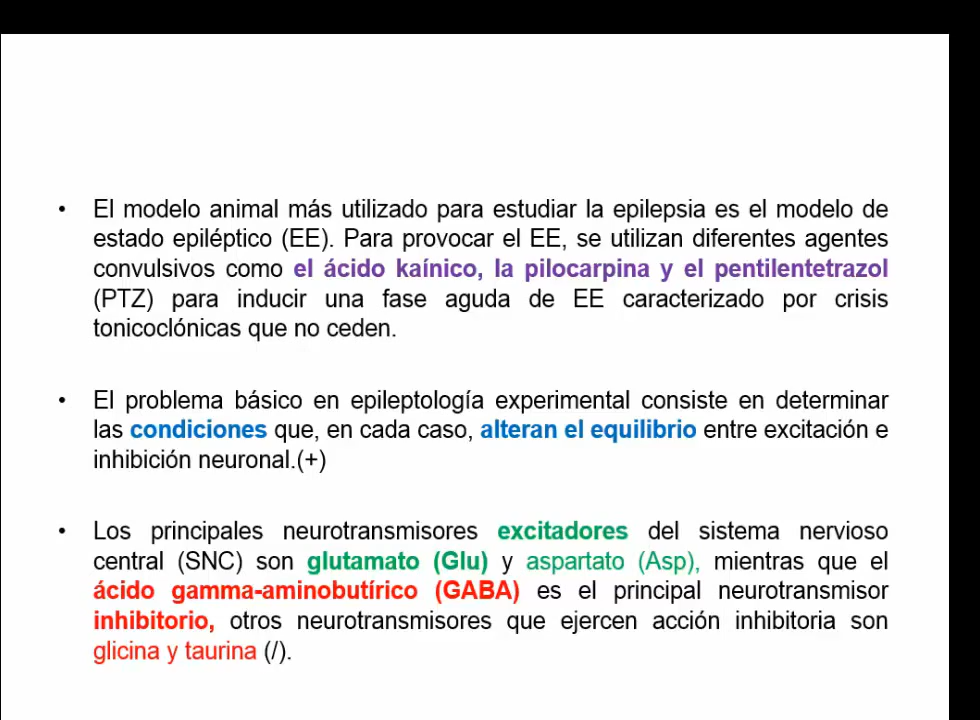 • El modelo animal más utilizado para estudiar la epilepsia es el modelo de
estado epiléptico (EE). Para provocar el EE, se utilizan diferentes agentes
convulsivos como el ácido kaínico, la pilocarpina y el pentilentetrazol
(PTZ) para inducir una fase aguda de EE caracterizado por crisis
tonicoclónicas que no ceden.
• El problema básico en epileptología experimental consiste en determinar
las condiciones que, en cada caso, alteran el equilibrio entre excitación e
inhibición neuronal.(+)
• Los principales neurotransmisores excitadores del sistema nervioso
central (SNC) son glutamato (Glu) y aspartato (Asp), mientras que el
ácido gamma-aminobutírico (GABA) es el principal neurotransmisor
inhibitorio, otros neurotransmisores que ejercen acción inhibitoria son
glicina y taurina (/).